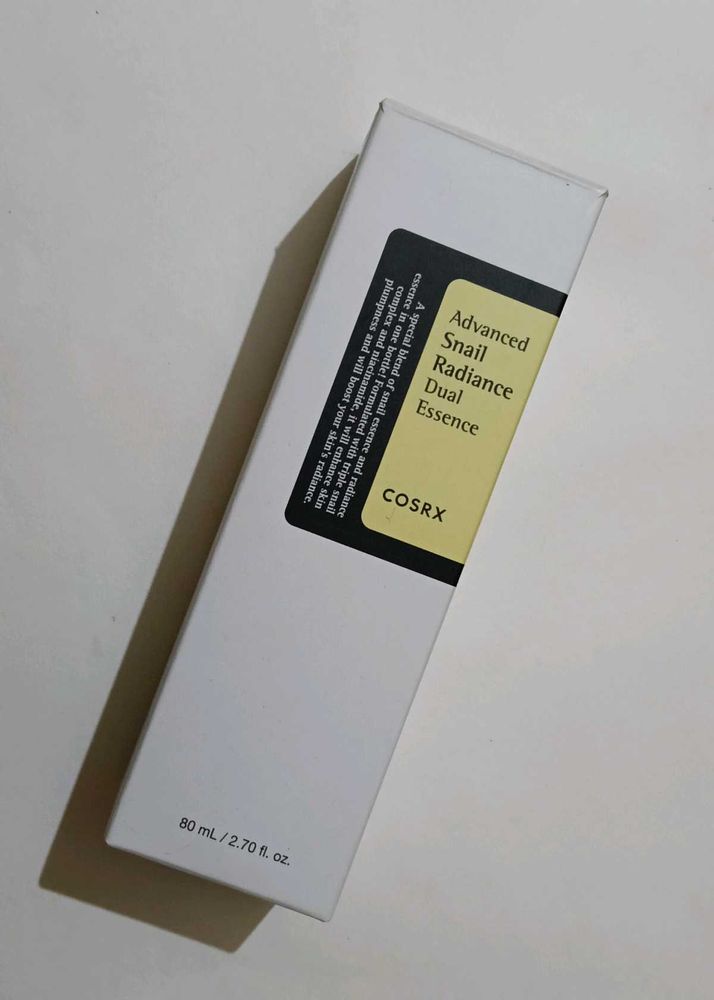 Advanced
Snail
Radiance
Dual
Essence
COSRX
A special blend of snail essence and radiance
essence in one bottle! Formulated with triple snail
complex and niacinamide, it will enhance skin
plumpness and will boost your skin's radiance.
80 mL / 2.70 fl. oz.